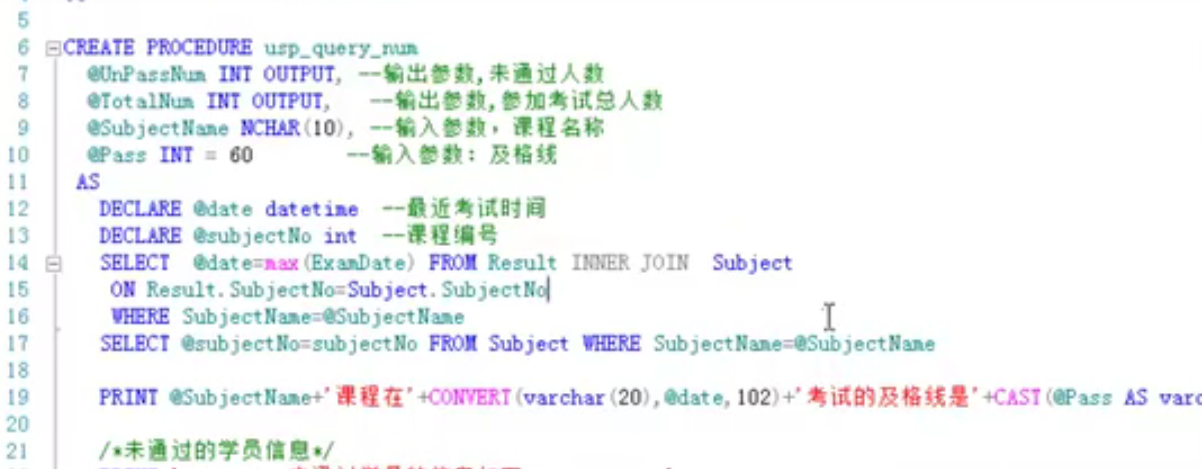 5
6 CREATE PROCEDURE usp_query_num
7 @UnPassNum INT OUTPUT, --输出参数,未通过人数
8 @TotalNum INT OUTPUT, --输出参数,参加考试总人数
9 @SubjectName NCHAR(10), --输入参数，课程名称
10 @Pass INT = 60 --输入参数：及格线
11 AS
12 DECLARE @date datetime --最近考试时间
13 DECLARE @subjectNo int --课程编号
14 SELECT @date=max(ExamDate) FROM Result INNER JOIN Subject
15 ON Result.SubjectNo=Subject.SubjectNo
16 WHERE SubjectName=@SubjectName
17 SELECT @subjectNo=subjectNo FROM Subject WHERE SubjectName=@SubjectName
18
19 PRINT @SubjectName+'课程在'+CONVERT(varchar(20),@date,102)+'考试的及格线是'+CAST(@Pass AS varc
20
21 /*未通过的学员信息*/